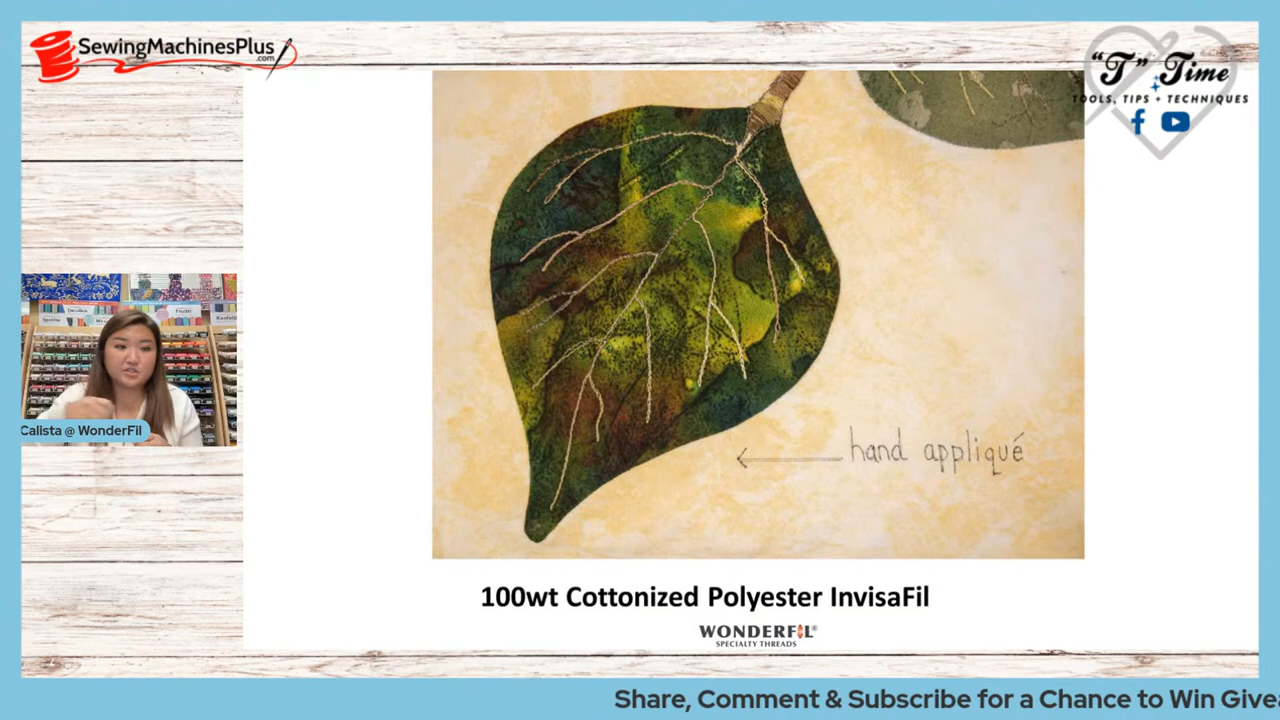 SewingMachinesPlus
.com
"T" Time
TOOLS, TIPS + TECHNIQUES
hand appliqué
Calista @ WonderFil
100wt Cottonized Polyester InvisaFil
WONDERFIL®
SPECIALTY THREADS
Share, Comment & Subscribe for a Chance to Win Givea